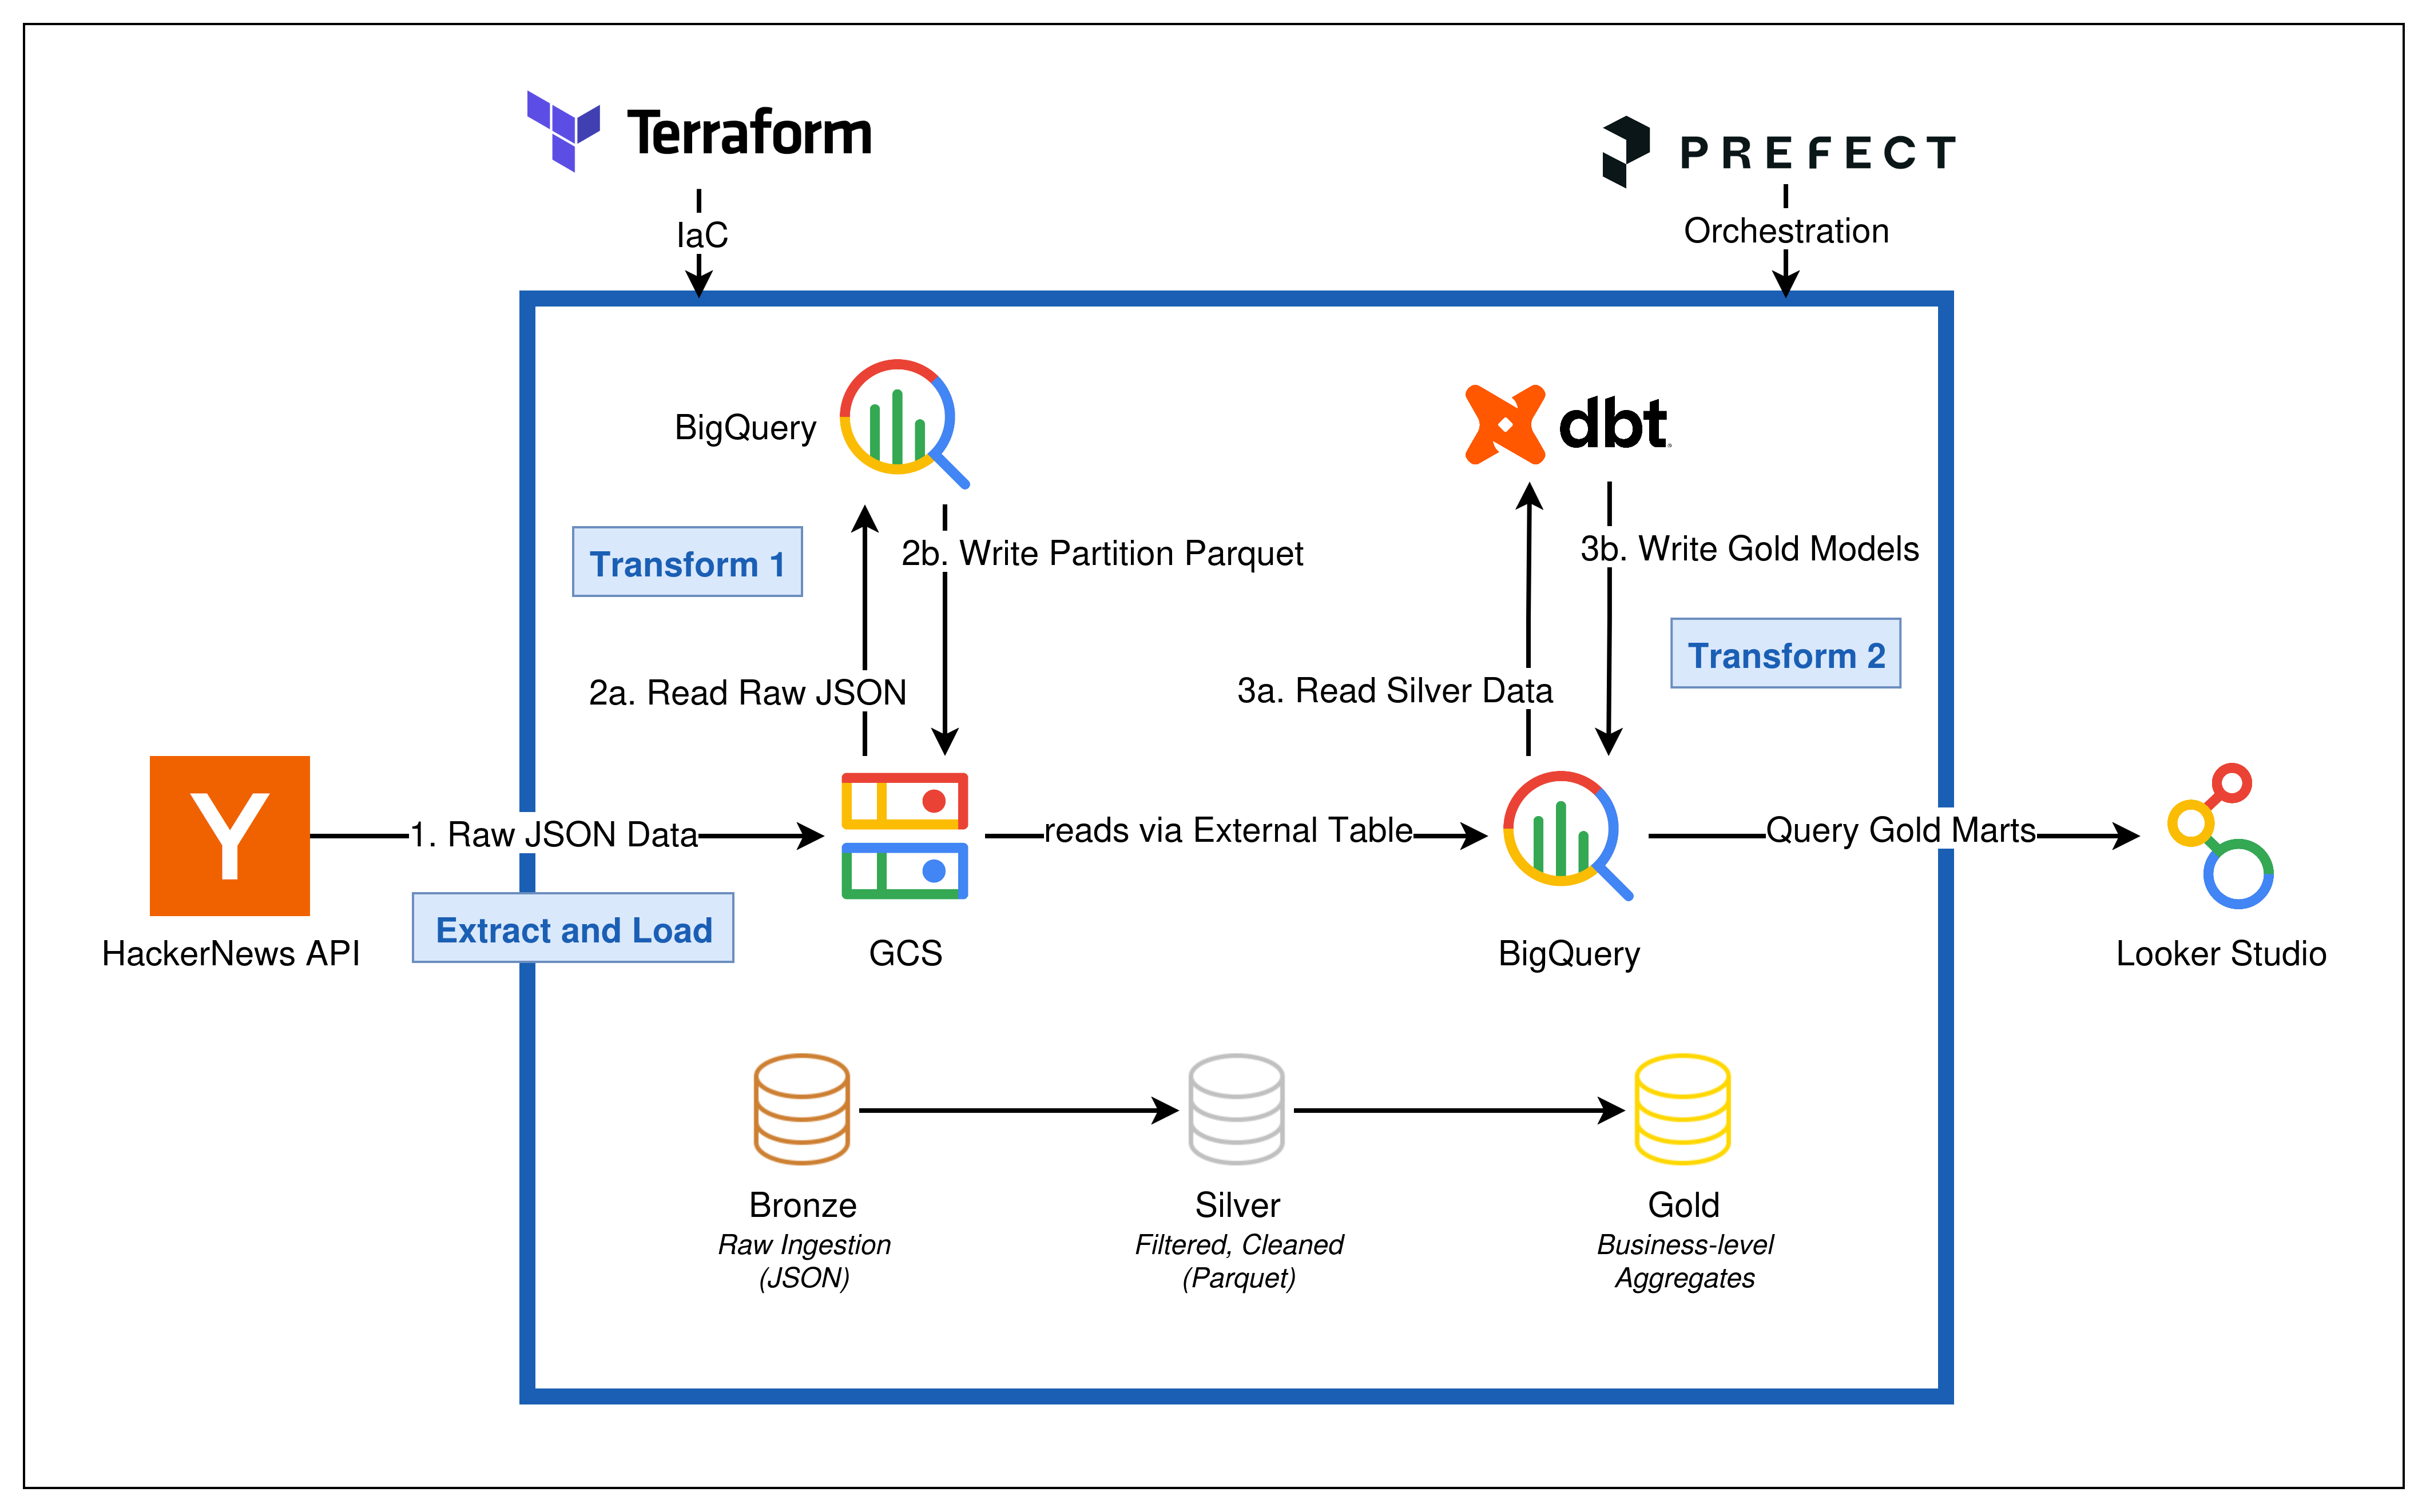 Terraform
PREFECT
IaC
Orchestration
BigQuery
dbt
Transform 1
2b. Write Partition Parquet
3b. Write Gold Models
Transform 2
2a. Read Raw JSON
3a. Read Silver Data
Y
1. Raw JSON Data
reads via External Table
Query Gold Marts
Extract and Load
HackerNews API
GCS
BigQuery
Looker Studio
Bronze
Raw Ingestion
(JSON)
Silver
Filtered, Cleaned
(Parquet)
Gold
Business-level
Aggregates